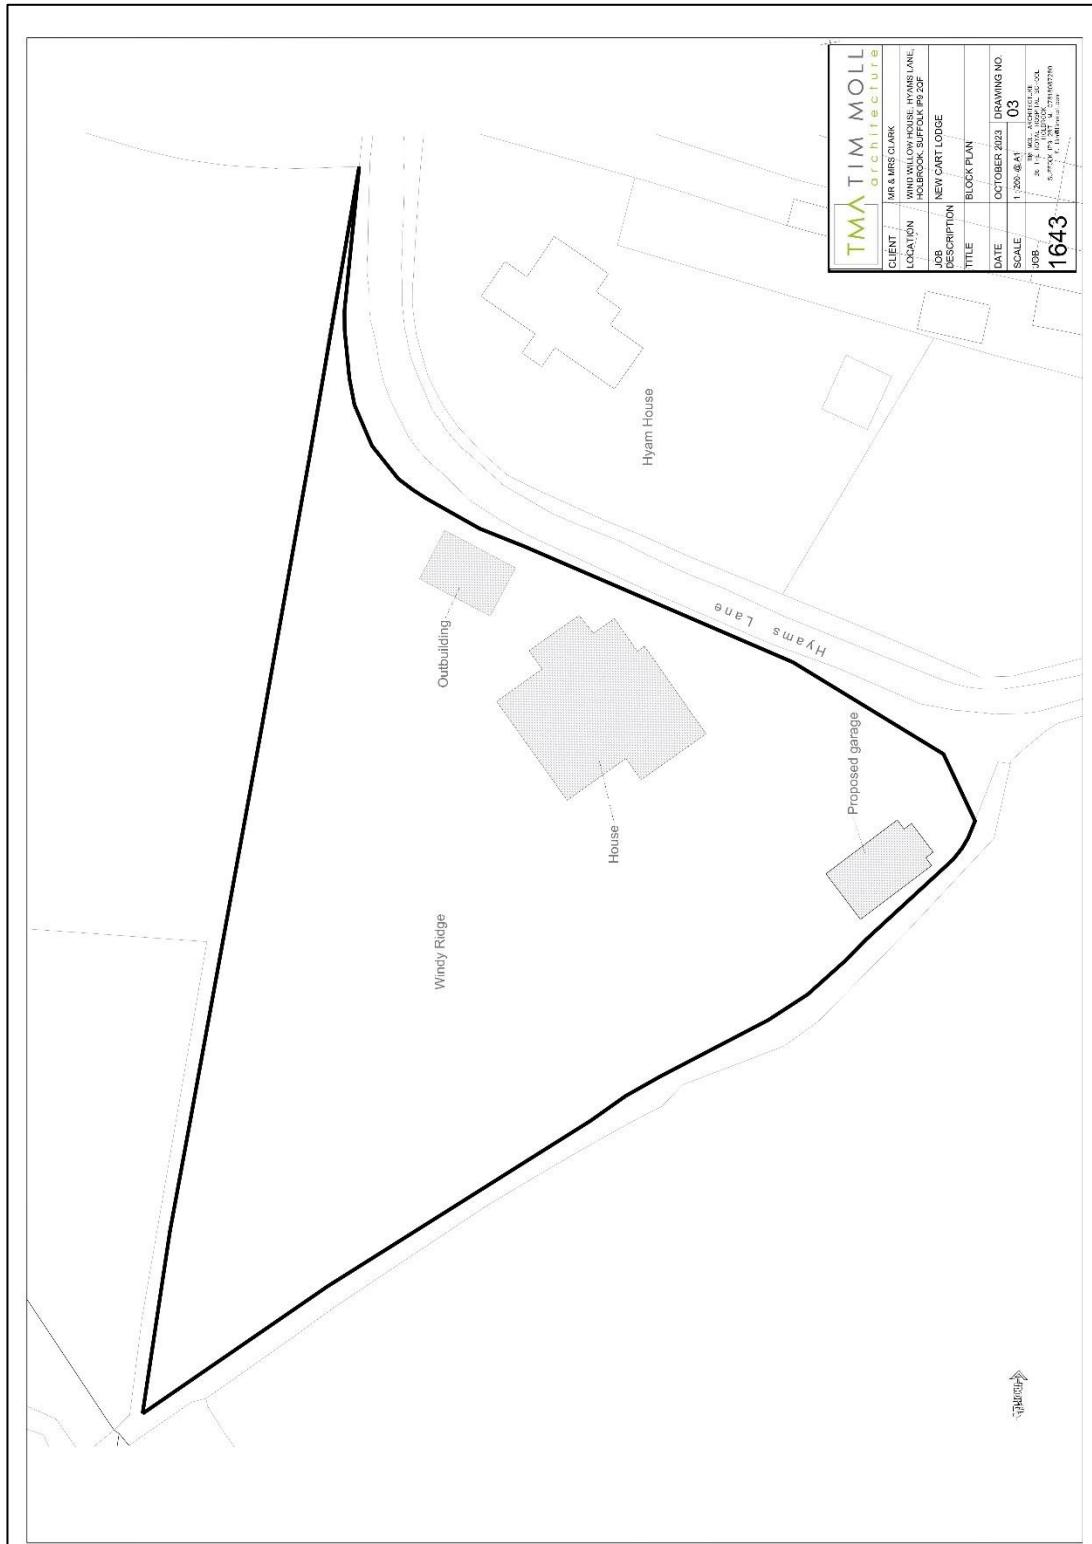 TMA TIM MOLL
architecture
CLIENT MR & MRS CLARK
LOCATION WIND WILLOW HOUSE, HYAMS LANE,
HOLBROOK, SUFFOLK IP9 2QF
JOB
DESCRIPTION NEW CART LODGE
TITLE BLOCK PLAN
DATE OCTOBER 2023 DRAWING NO.
SCALE 1:200 @ A1 03
JOB
1643
Hyam House
Hyams Lane
Outbuilding
House
Proposed garage
Windy Ridge